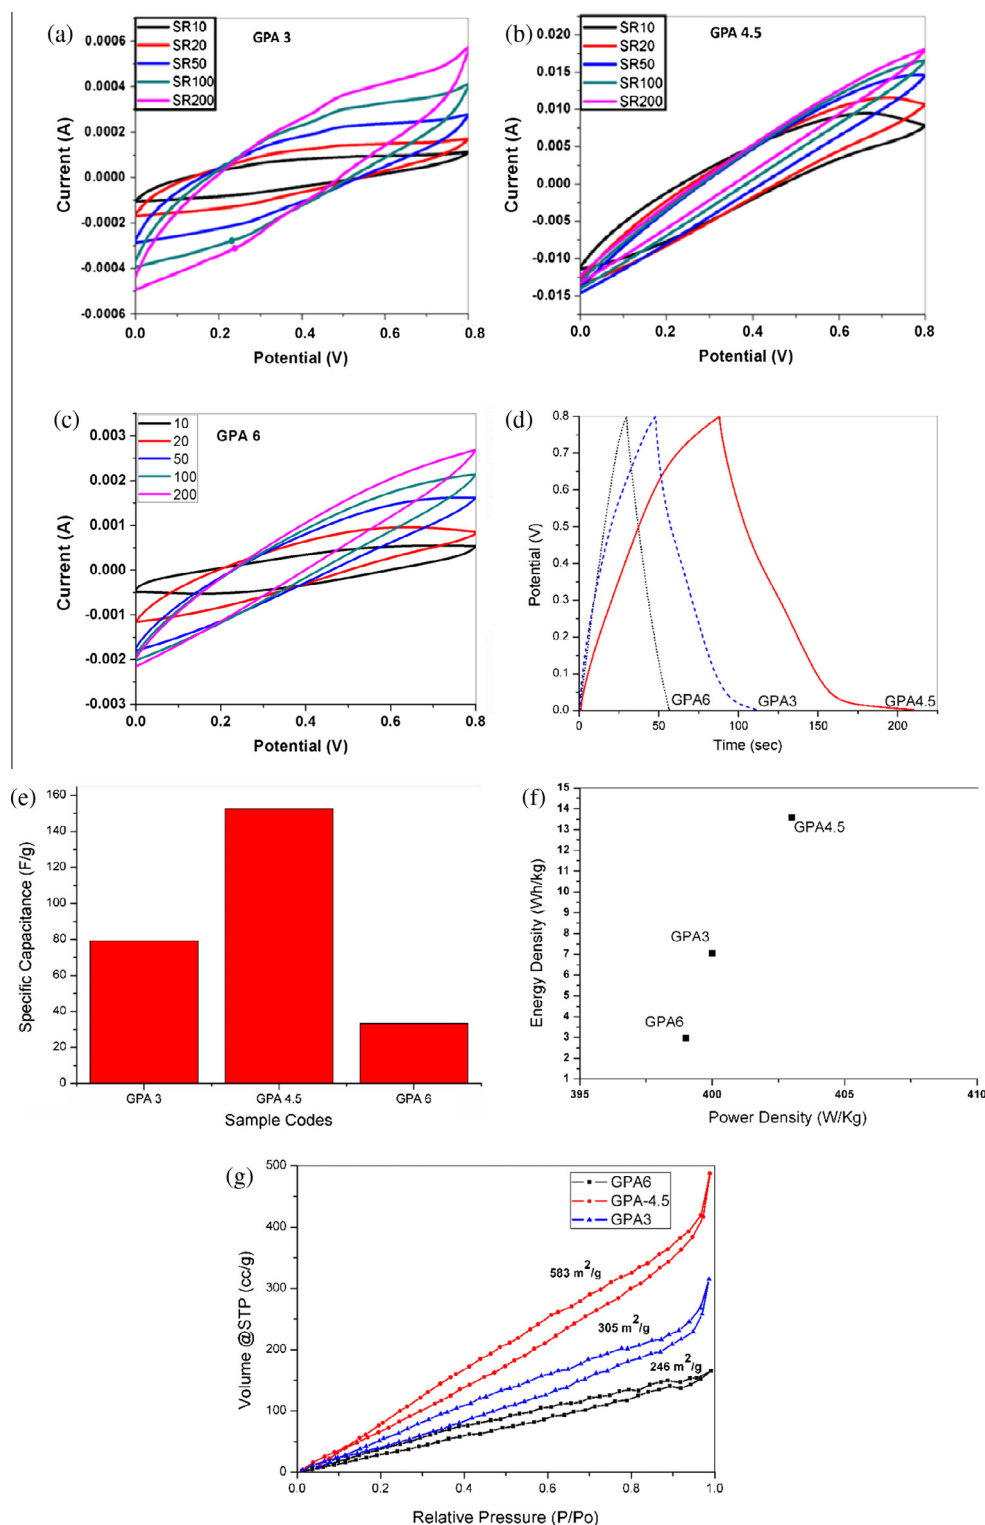 (a)
GPA 3
SR10
SR20
SR50
SR100
SR200
0.0006
0.0004
0.0002
0.0000
-0.0002
-0.0004
-0.0006
Current (A)
0.0 0.2 0.4 0.6 0.8
Potential (V)
(b)
GPA 4.5
SR10
SR20
SR50
SR100
SR200
0.020
0.015
0.010
0.005
0.000
-0.005
-0.010
-0.015
Current (A)
0.0 0.2 0.4 0.6 0.8
Potential (V)
(c)
GPA 6
10
20
50
100
200
0.003
0.002
0.001
0.000
-0.001
-0.002
-0.003
Current (A)
0.0 0.2 0.4 0.6 0.8
Potential (V)
(d)
0.8
0.7
0.6
0.5
0.4
0.3
0.2
0.1
0.0
Potential (V)
GPA6 GPA3 GPA4.5
0 50 100 150 200
Time (sec)
(e)
160
140
120
100
80
60
40
20
0
Specific Capacitance (F/g)
GPA 3 GPA 4.5 GPA 6
Sample Codes
(f)
15
14
13
12
11
10
9
8
7
6
5
4
3
2
1
Energy Density (Wh/kg)
GPA4.5
GPA3
GPA6
395 400 405 410
Power Density (W/Kg)
(g)
GPA6
GPA-4.5
GPA3
500
400
300
200
100
0
Volume @STP (cc/g)
583 m²/g
305 m²/g
246 m²/g
0.0 0.2 0.4 0.6 0.8 1.0
Relative Pressure (P/Po)